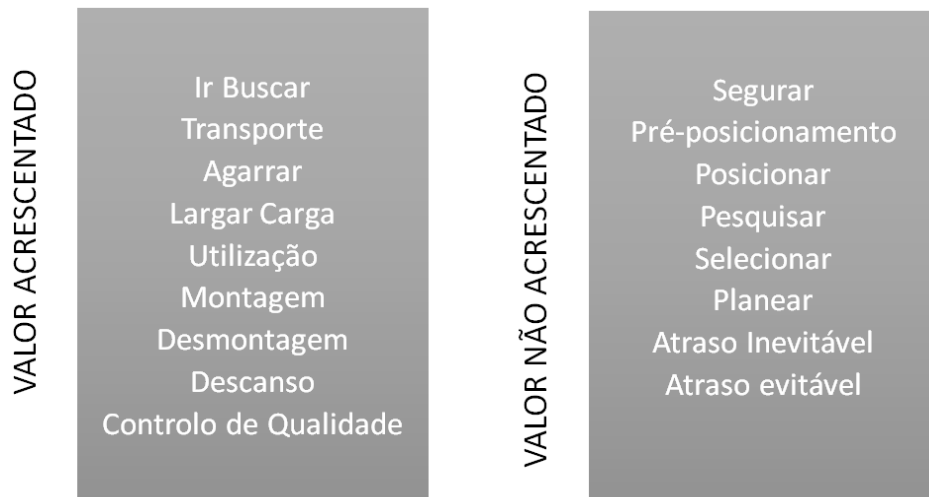 VALOR ACRESCENTADO
Ir Buscar
Transporte
Agarrar
Largar Carga
Utilização
Montagem
Desmontagem
Descanso
Controlo de Qualidade
VALOR NÃO ACRESCENTADO
Segurar
Pré-posicionamento
Posicionar
Pesquisar
Selecionar
Planear
Atraso Inevitável
Atraso evitável